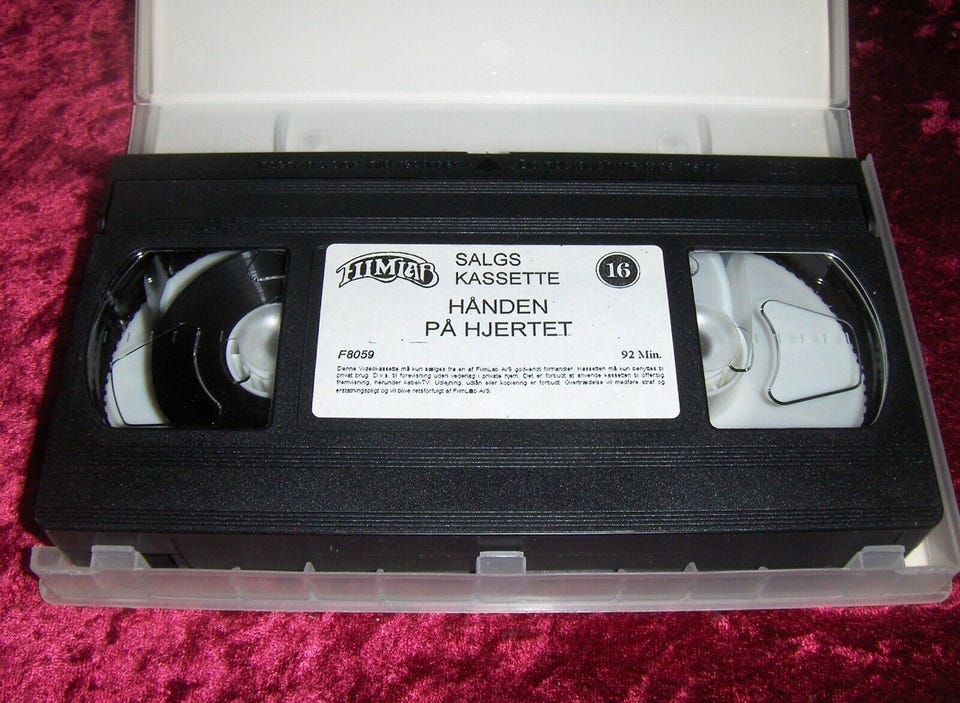 FILMLAB
SALGS
KASSETTE
16
HÅNDEN
PÅ HJERTET
F8059
92 Min.
Denne Videokassette må kun sælges fra en af FilmLab A/S godkendt forhandler. Kassetten må kun benyttes til
privat brug. D.v.s. til forevisning uden vederlag i private hjem. Det er forbudt at anvende kassetten til offentlig
fremvisning, herunder kabel-TV. Udlejning, udlån eller kopiering er forbudt. Overtrædelse vil medføre straf og
erstatningspligt og vil blive retsforfulgt af FilmLab A/S.